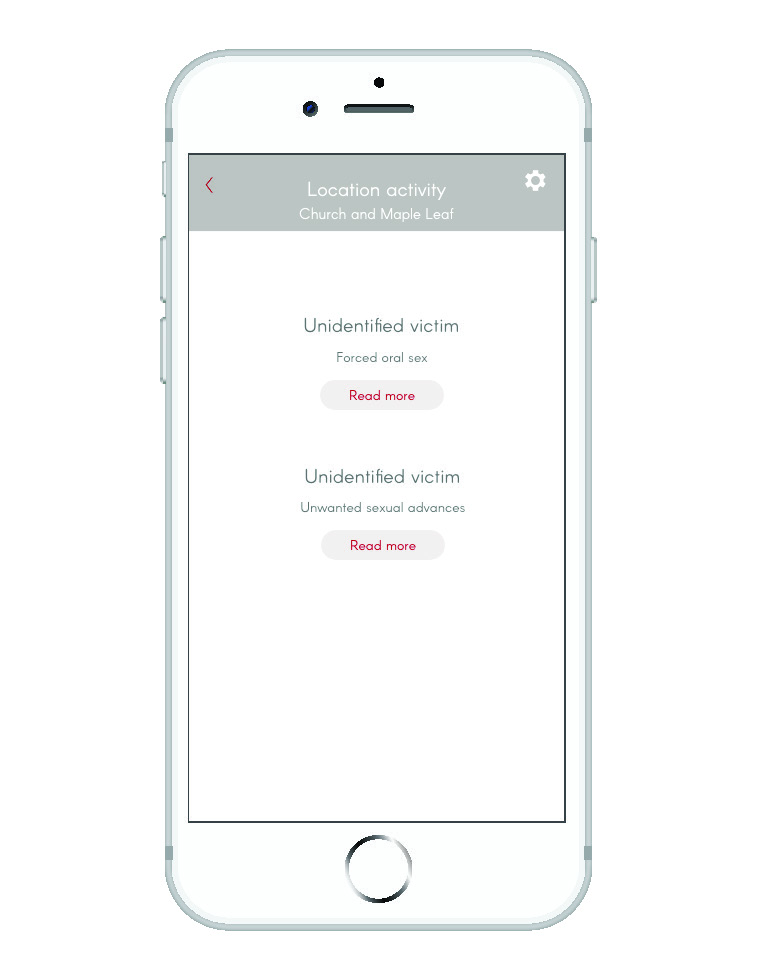 Location activity
Church and Maple Leaf
Unidentified victim
Forced oral sex
Read more
Unidentified victim
Unwanted sexual advances
Read more